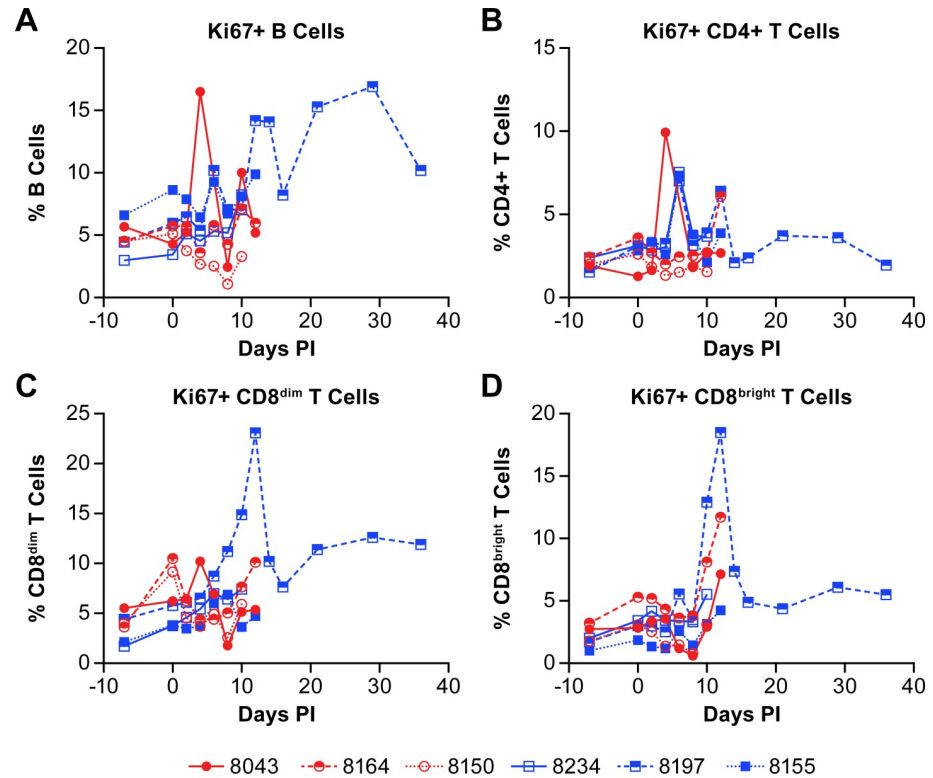 A
Ki67+ B Cells
20
15
10
5
0
% B Cells
-10 0 10 20 30 40
Days PI
B
Ki67+ CD4+ T Cells
15
10
5
0
% CD4+ T Cells
-10 0 10 20 30 40
Days PI
C
Ki67+ CD8dim T Cells
25
20
15
10
5
0
% CD8dim T Cells
-10 0 10 20 30 40
Days PI
D
Ki67+ CD8bright T Cells
20
15
10
5
0
% CD8bright T Cells
-10 0 10 20 30 40
Days PI
8043 8164 8150 8234 8197 8155